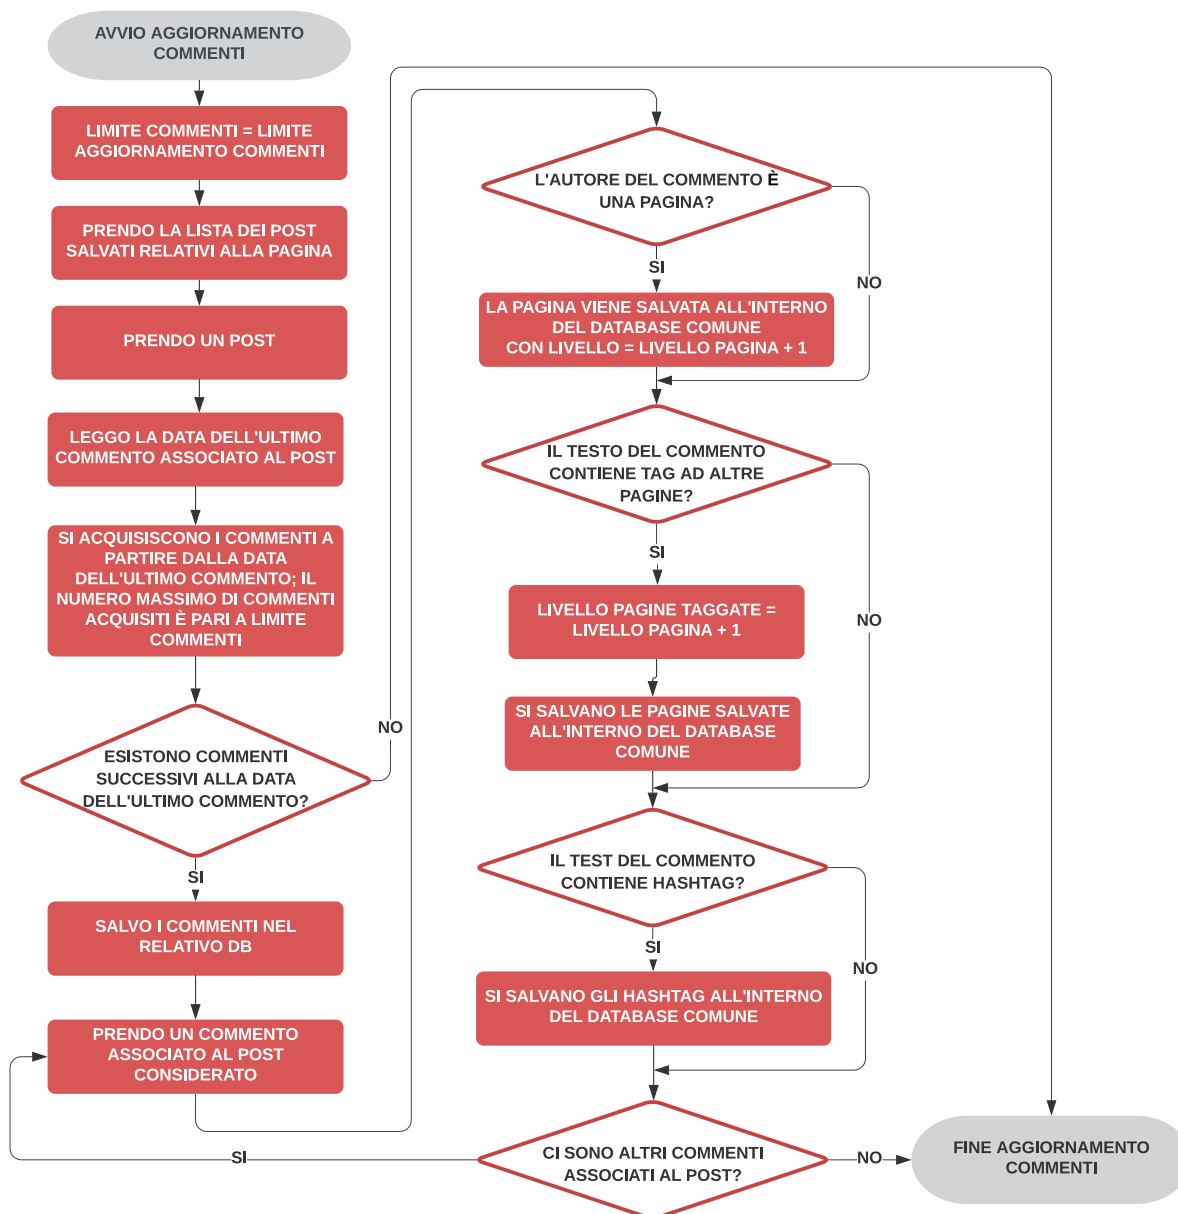 AVVIO AGGIORNAMENTO
COMMENTI
LIMITE COMMENTI = LIMITE
AGGIORNAMENTO COMMENTI
PRENDO LA LISTA DEI POST
SALVATI RELATIVI ALLA PAGINA
PRENDO UN POST
LEGGO LA DATA DELL'ULTIMO
COMMENTO ASSOCIATO AL POST
SI ACQUISISCONO I COMMENTI A
PARTIRE DALLA DATA
DELL'ULTIMO COMMENTO; IL
NUMERO MASSIMO DI COMMENTI
ACQUISITI È PARI A LIMITE
COMMENTI
ESISTONO COMMENTI
SUCCESSIVI ALLA DATA
DELL'ULTIMO COMMENTO?
NO
SI
SALVO I COMMENTI NEL
RELATIVO DB
PRENDO UN COMMENTO
ASSOCIATO AL POST
CONSIDERATO
L'AUTORE DEL COMMENTO È
UNA PAGINA?
SI
NO
LA PAGINA VIENE SALVATA ALL'INTERNO
DEL DATABASE COMUNE
CON LIVELLO = LIVELLO PAGINA + 1
IL TESTO DEL COMMENTO
CONTIENE TAG AD ALTRE
PAGINE?
SI
NO
LIVELLO PAGINE TAGGATE =
LIVELLO PAGINA + 1
SI SALVANO LE PAGINE SALVATE
ALL'INTERNO DEL DATABASE
COMUNE
IL TEST DEL COMMENTO
CONTIENE HASHTAG?
SI
NO
SI SALVANO GLI HASHTAG ALL'INTERNO
DEL DATABASE COMUNE
CI SONO ALTRI COMMENTI
ASSOCIATI AL POST?
SI
NO
FINE AGGIORNAMENTO
COMMENTI